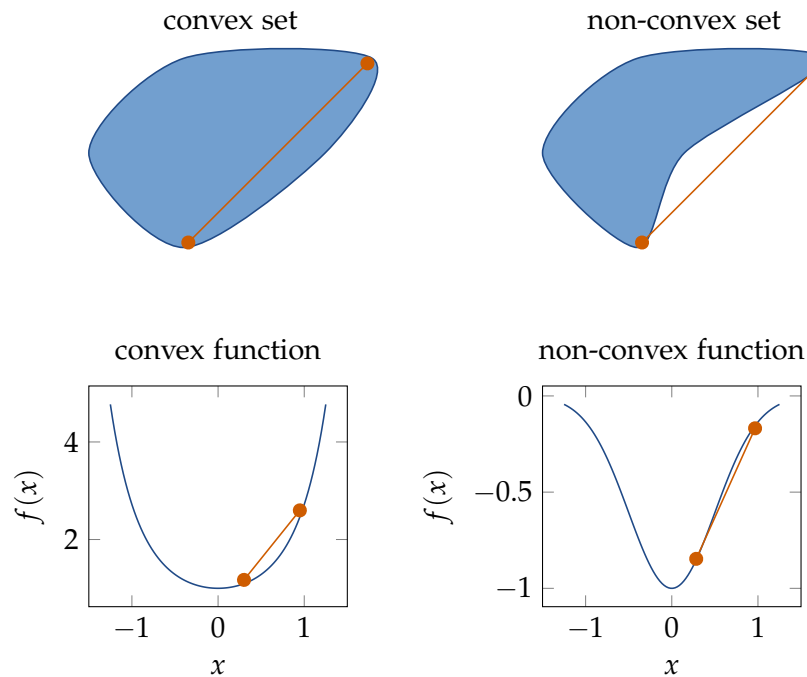 convex set
non-convex set
convex function
4
2
f(x)
−1 0 1
x
non-convex function
0
−0.5
−1
f(x)
−1 0 1
x